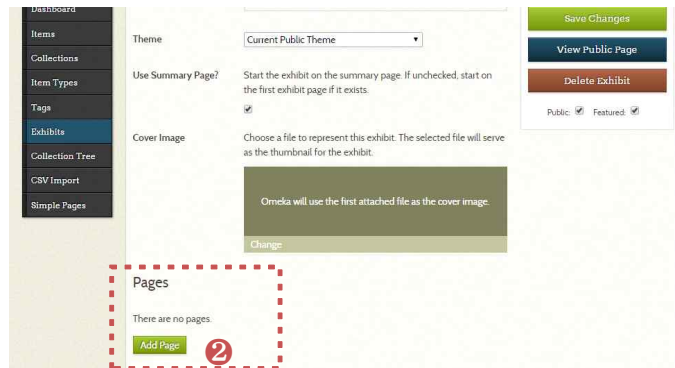 Dashboard
Items
Collections
Item Types
Tags
Exhibits
Collection Tree
CSV Import
Simple Pages
Theme
Current Public Theme
Use Summary Page?
Start the exhibit on the summary page. If unchecked, start on
the first exhibit page if it exists.
Cover Image
Choose a file to represent this exhibit. The selected file will serve
as the thumbnail for the exhibit.
Omeka will use the first attached file as the cover image.
Change
Pages
There are no pages.
Add Page
2
Save Changes
View Public Page
Delete Exhibit
Public: Featured: